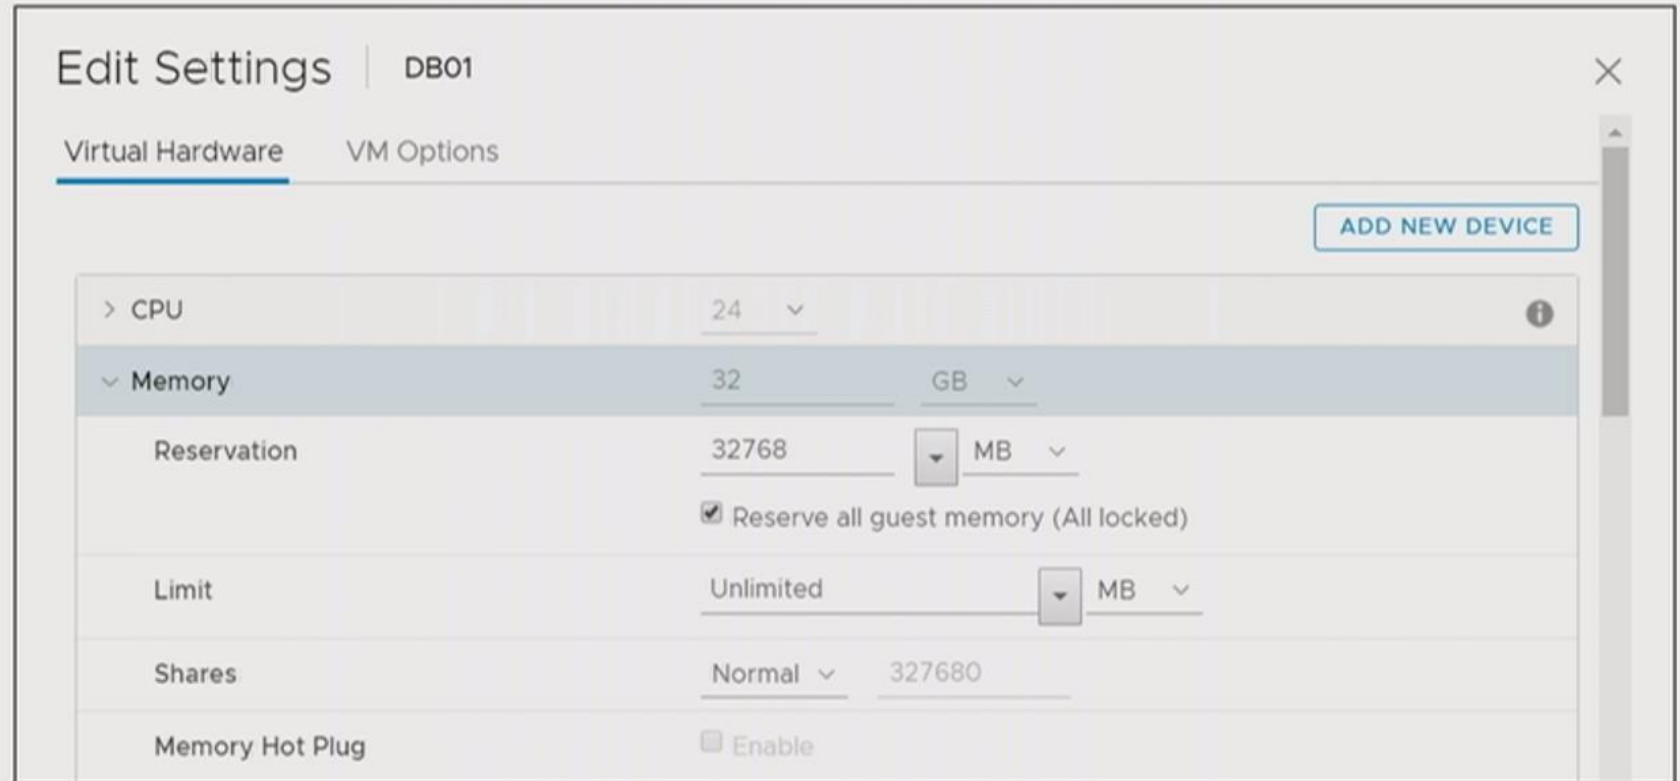 Edit Settings DB01
Virtual Hardware VM Options
ADD NEW DEVICE
CPU 24
Memory 32 GB
Reservation 32768 MB
Reserve all guest memory (All locked)
Limit Unlimited MB
Shares Normal 327680
Memory Hot Plug Enable